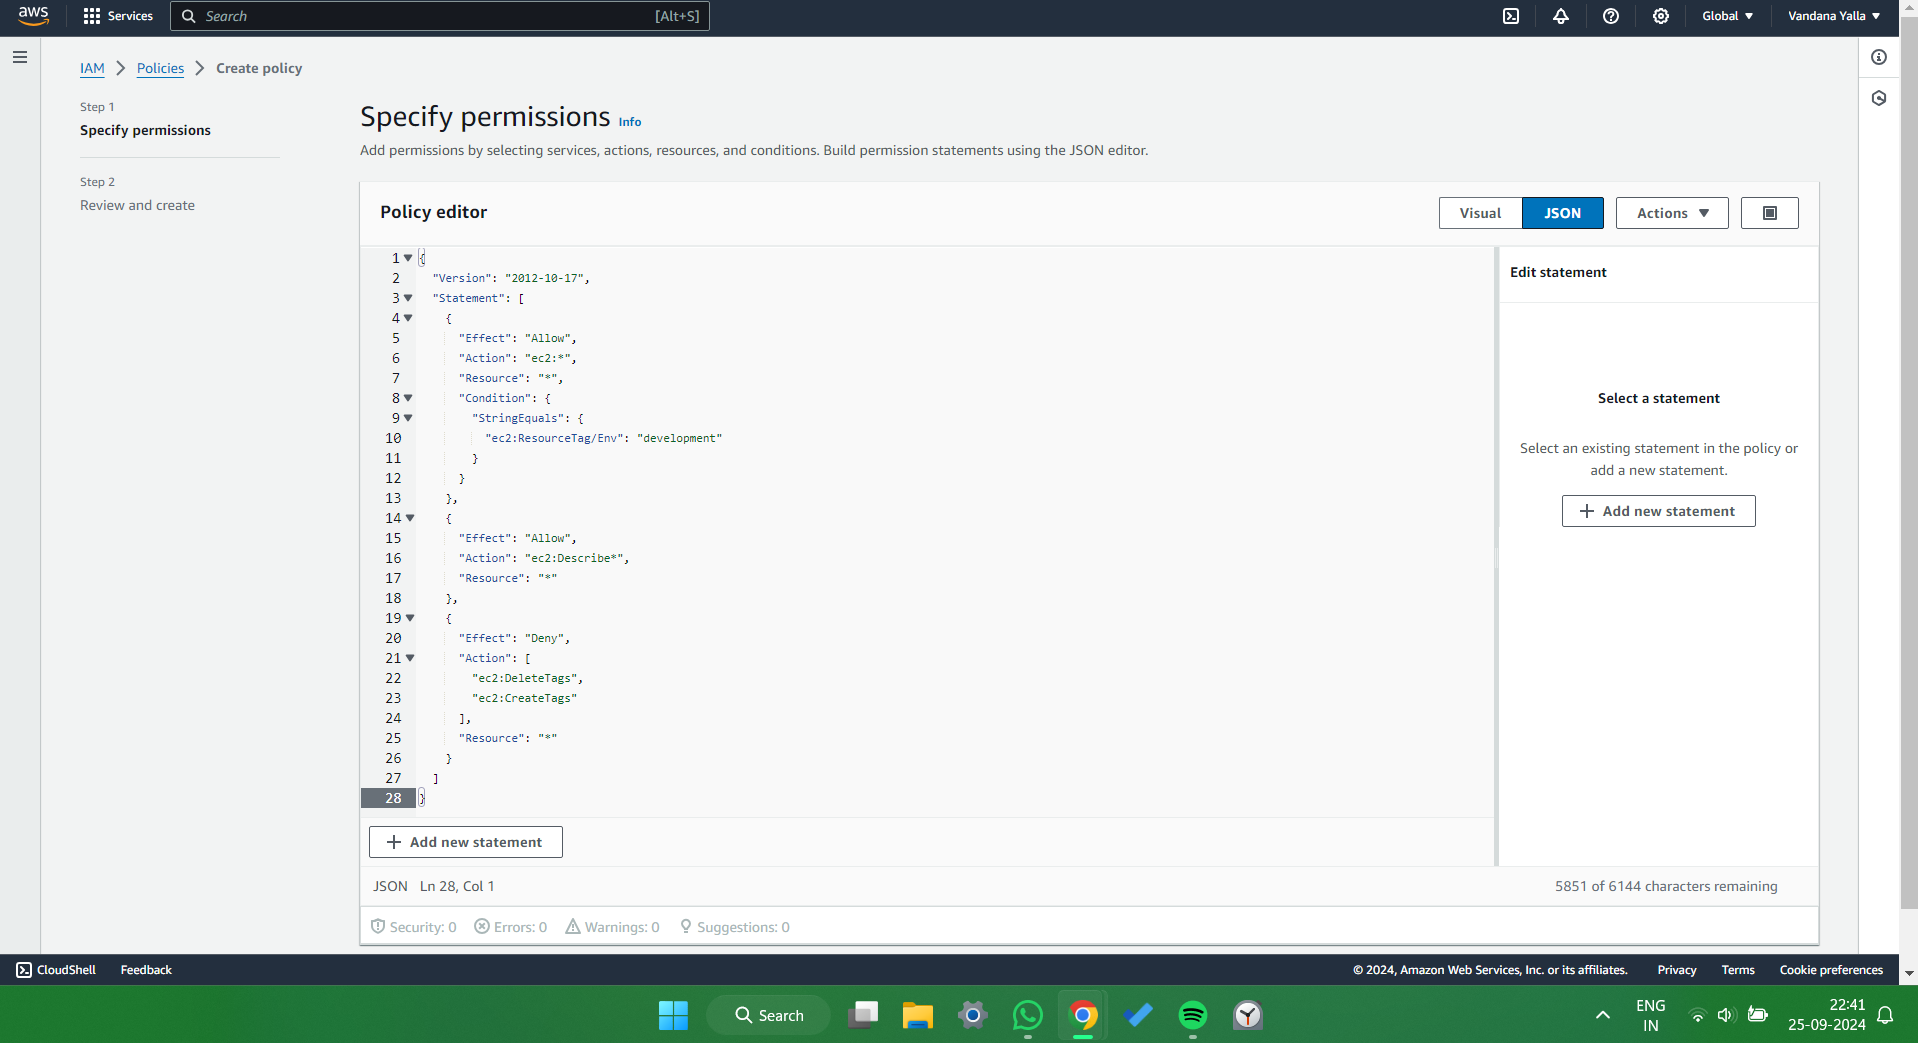 aws
Services
Search [Alt+S]
Global
Vandana Yalla
IAM > Policies > Create policy
Step 1
Specify permissions
Step 2
Review and create
Specify permissions Info
Add permissions by selecting services, actions, resources, and conditions. Build permission statements using the JSON editor.
Policy editor
Visual JSON Actions
1 {
2 "Version": "2012-10-17",
3 "Statement": [
4 {
5 "Effect": "Allow",
6 "Action": "ec2:*",
7 "Resource": "*",
8 "Condition": {
9 "StringEquals": {
10 "ec2:ResourceTag/Env": "development"
11 }
12 }
13 },
14 {
15 "Effect": "Allow",
16 "Action": "ec2:Describe*",
17 "Resource": "*"
18 },
19 {
20 "Effect": "Deny",
21 "Action": [
22 "ec2:DeleteTags",
23 "ec2:CreateTags"
24 ],
25 "Resource": "*"
26 }
27 ]
28 }
Edit statement
Select a statement
Select an existing statement in the policy or
add a new statement.
+ Add new statement
+ Add new statement
JSON Ln 28, Col 1
5851 of 6144 characters remaining
Security: 0 Errors: 0 Warnings: 0 Suggestions: 0
CloudShell Feedback
© 2024, Amazon Web Services, Inc. or its affiliates. Privacy Terms Cookie preferences
Search
ENG
IN
22:41
25-09-2024